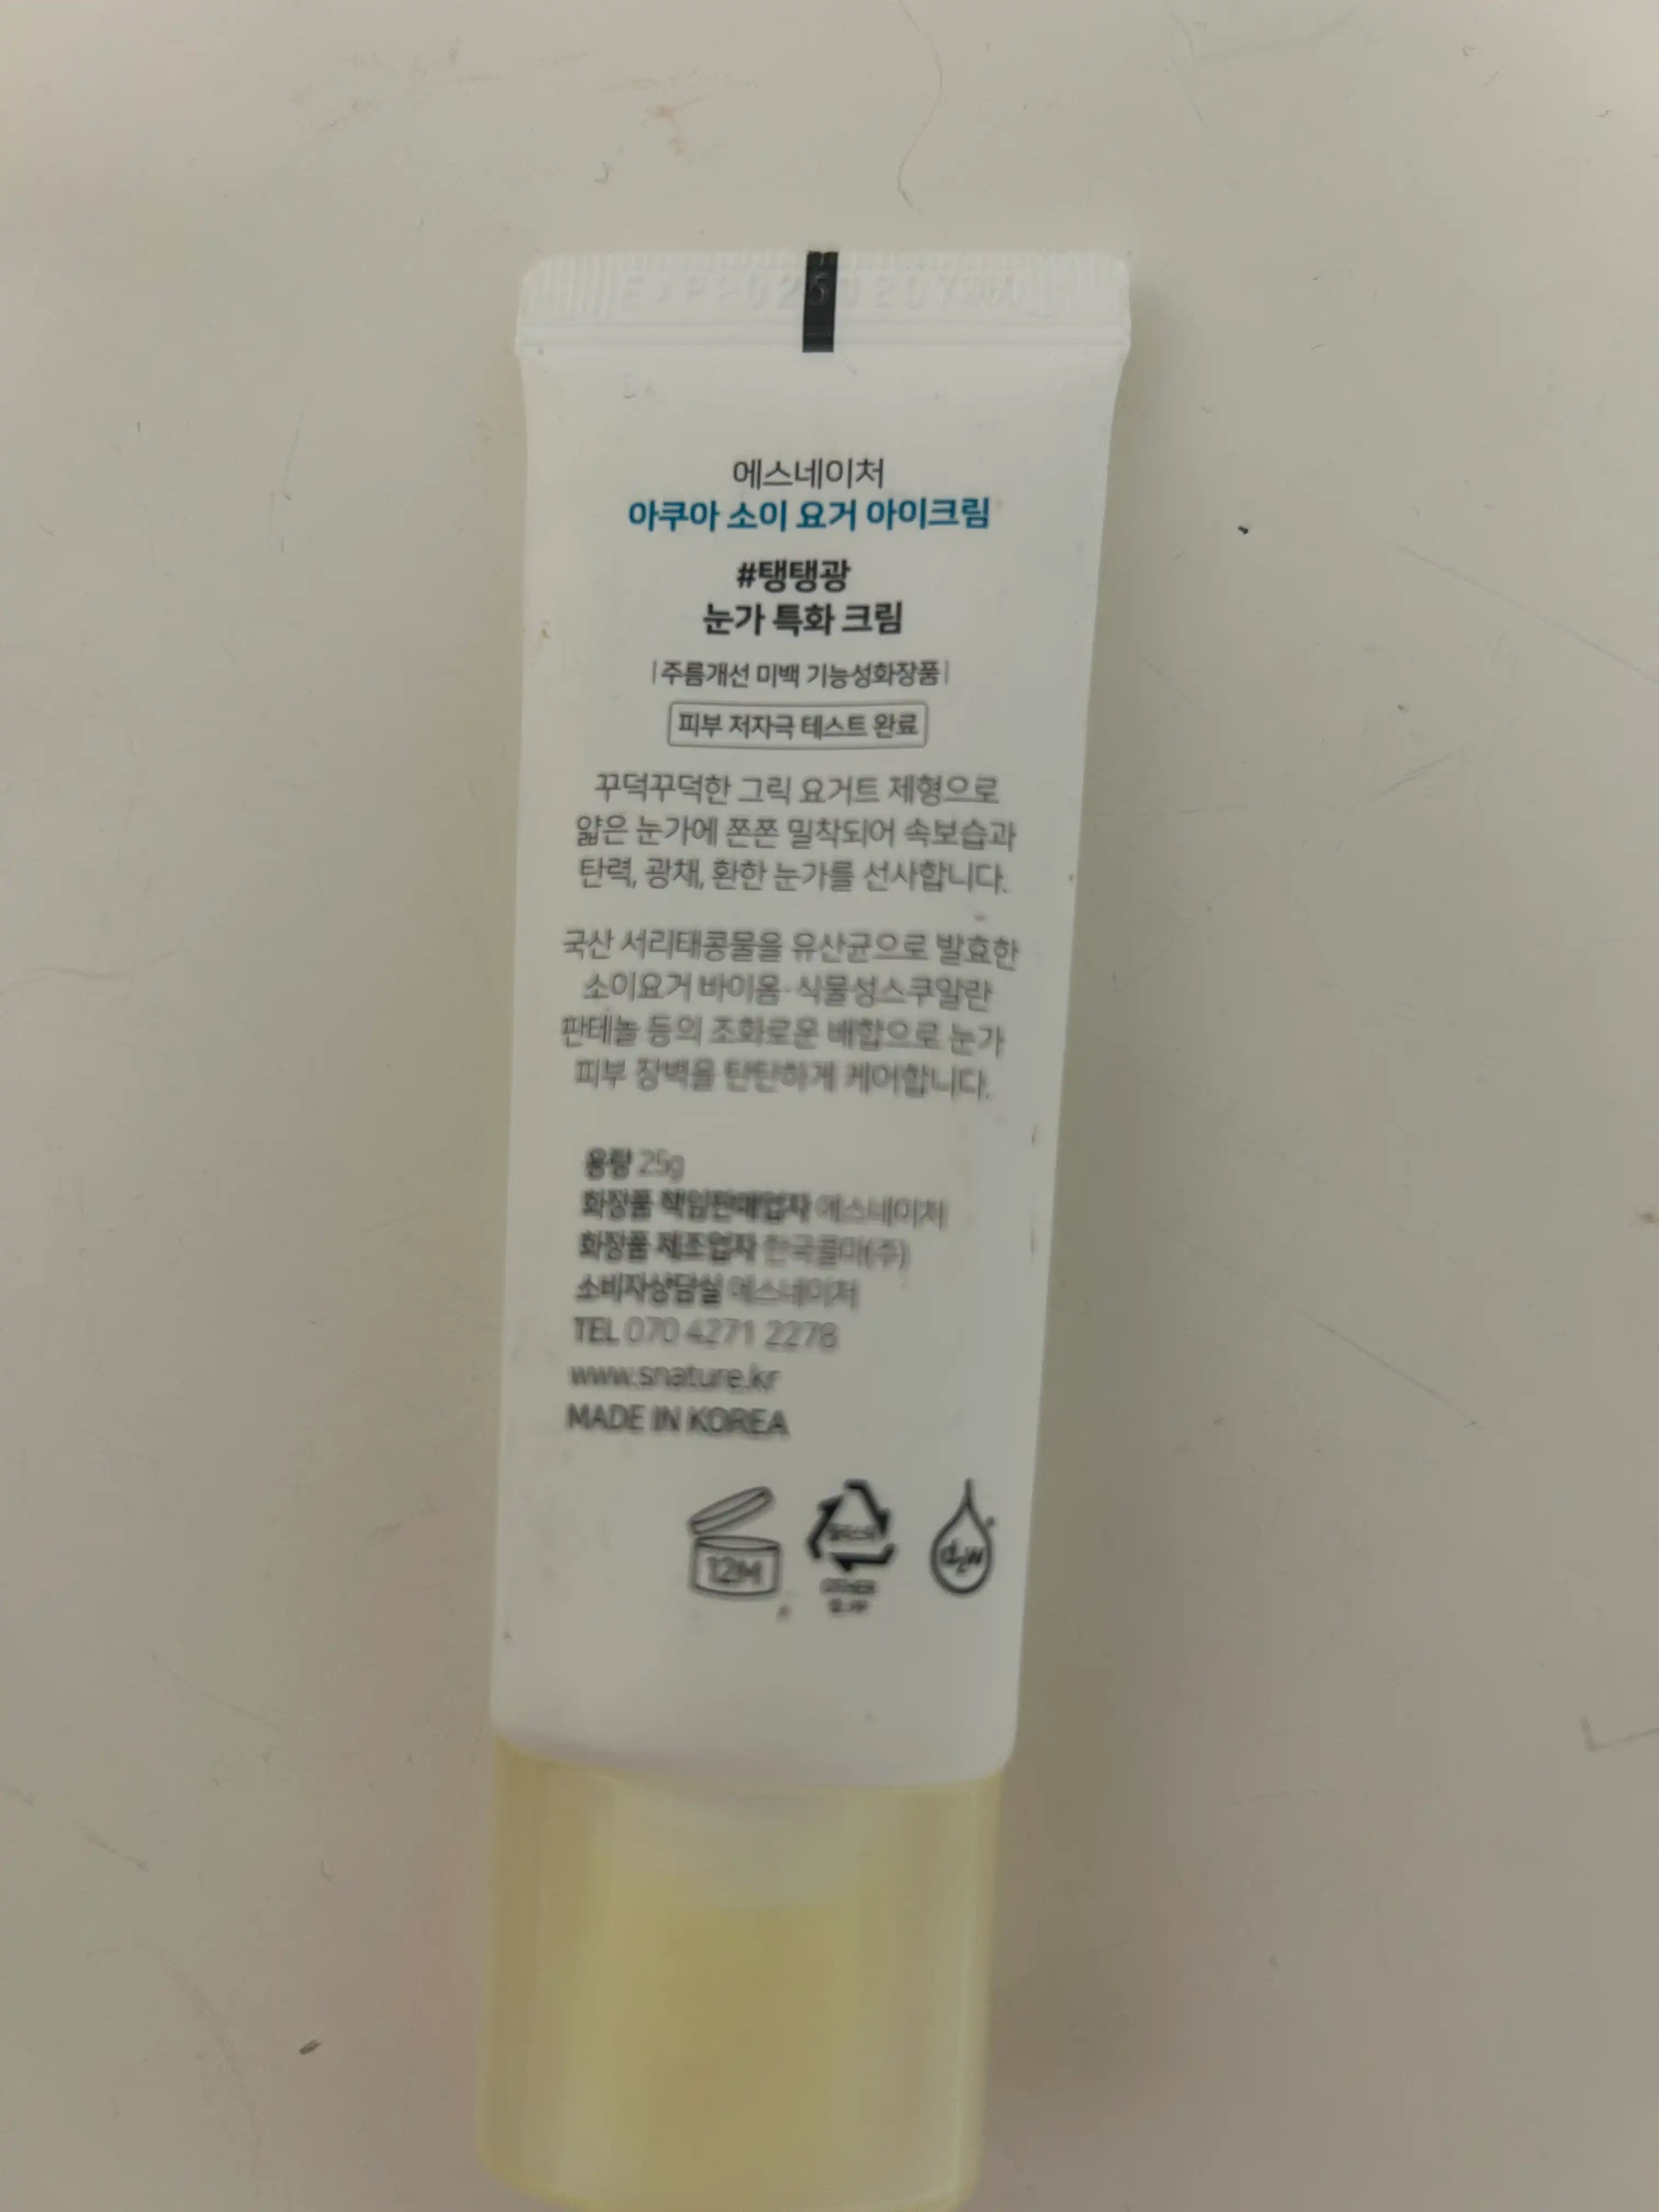 에스네이처
아쿠아 소이 요거 아이크림
#탱탱광
눈가 특화 크림
주름개선 미백 기능성화장품
피부 저자극 테스트 완료
꾸덕꾸덕한 그릭 요거트 제형으로
얇은 눈가에 쫀쫀 밀착되어 속보습과
탄력, 광채, 환한 눈가를 선사합니다.
국산 서리태콩물을 유산균으로 발효한
소이요거 바이옴·식물성스쿠알란
판테놀 등의 조화로운 배합으로 눈가
피부 장벽을 탄탄하게 케어합니다.
용량 25g
화장품 책임판매업자 에스네이처
화장품 제조업자 한국콜마(주)
소비자상담실 에스네이처
TEL 070 4271 2278
www.snature.kr
MADE IN KOREA
12M
OTHER